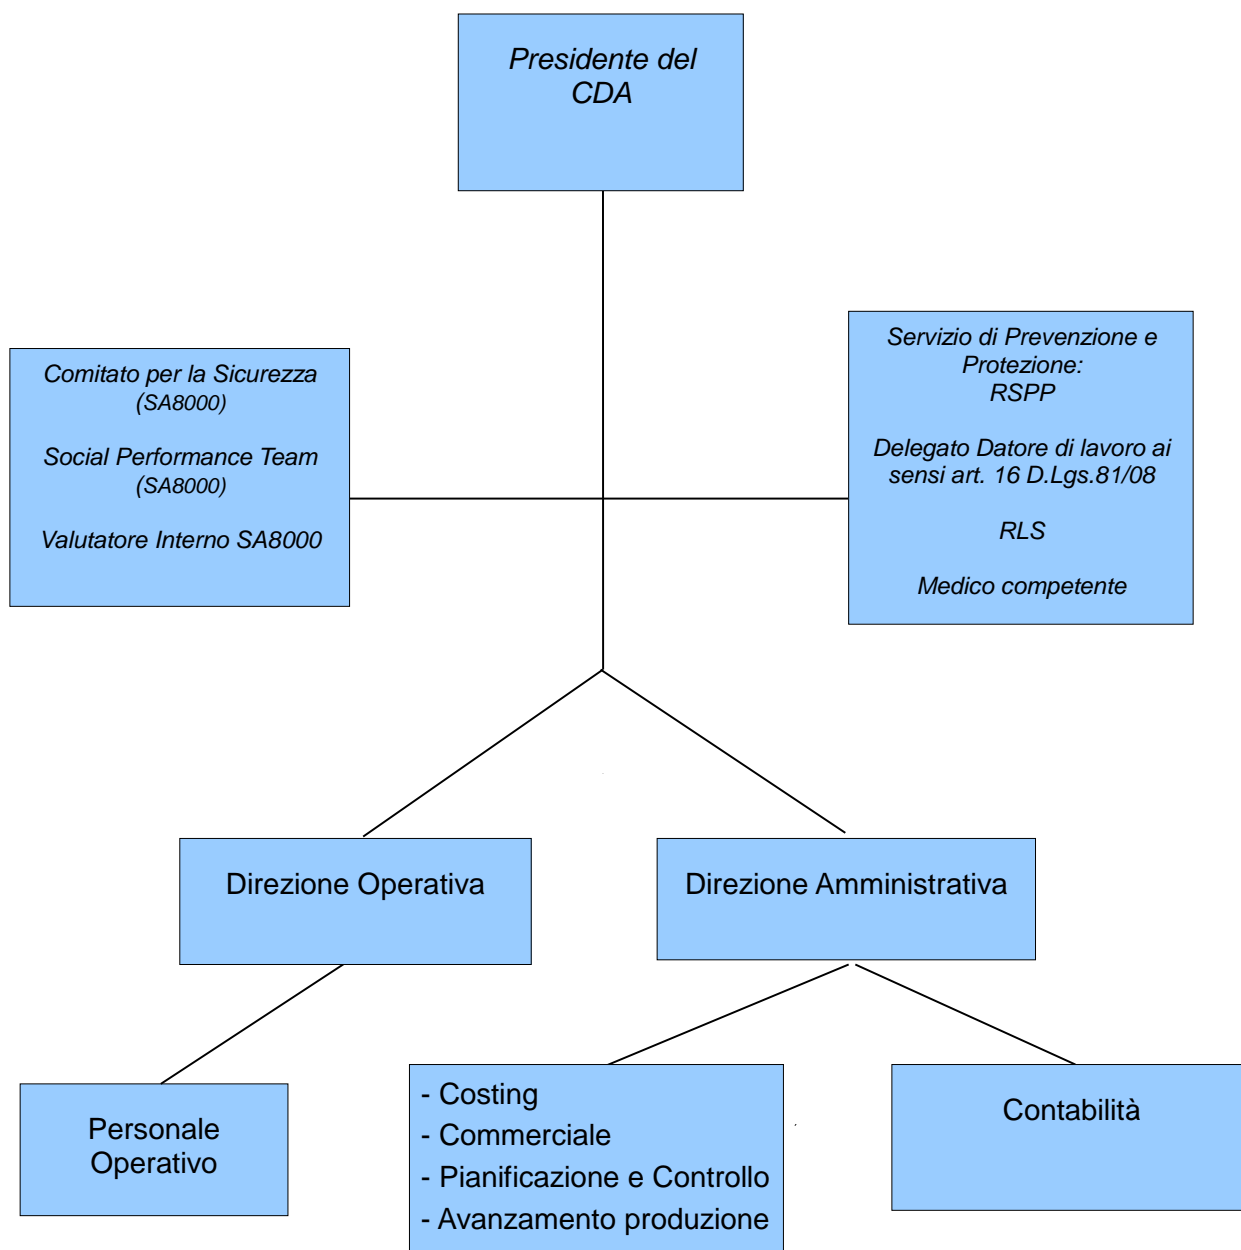 Presidente del
CDA
Comitato per la Sicurezza
(SA8000)
Social Performance Team
(SA8000)
Valutatore Interno SA8000
Servizio di Prevenzione e
Protezione:
RSPP
Delegato Datore di lavoro ai
sensi art. 16 D.Lgs.81/08
RLS
Medico competente
Direzione Operativa
Direzione Amministrativa
Personale
Operativo
- Costing
- Commerciale
- Pianificazione e Controllo
- Avanzamento produzione
Contabilità